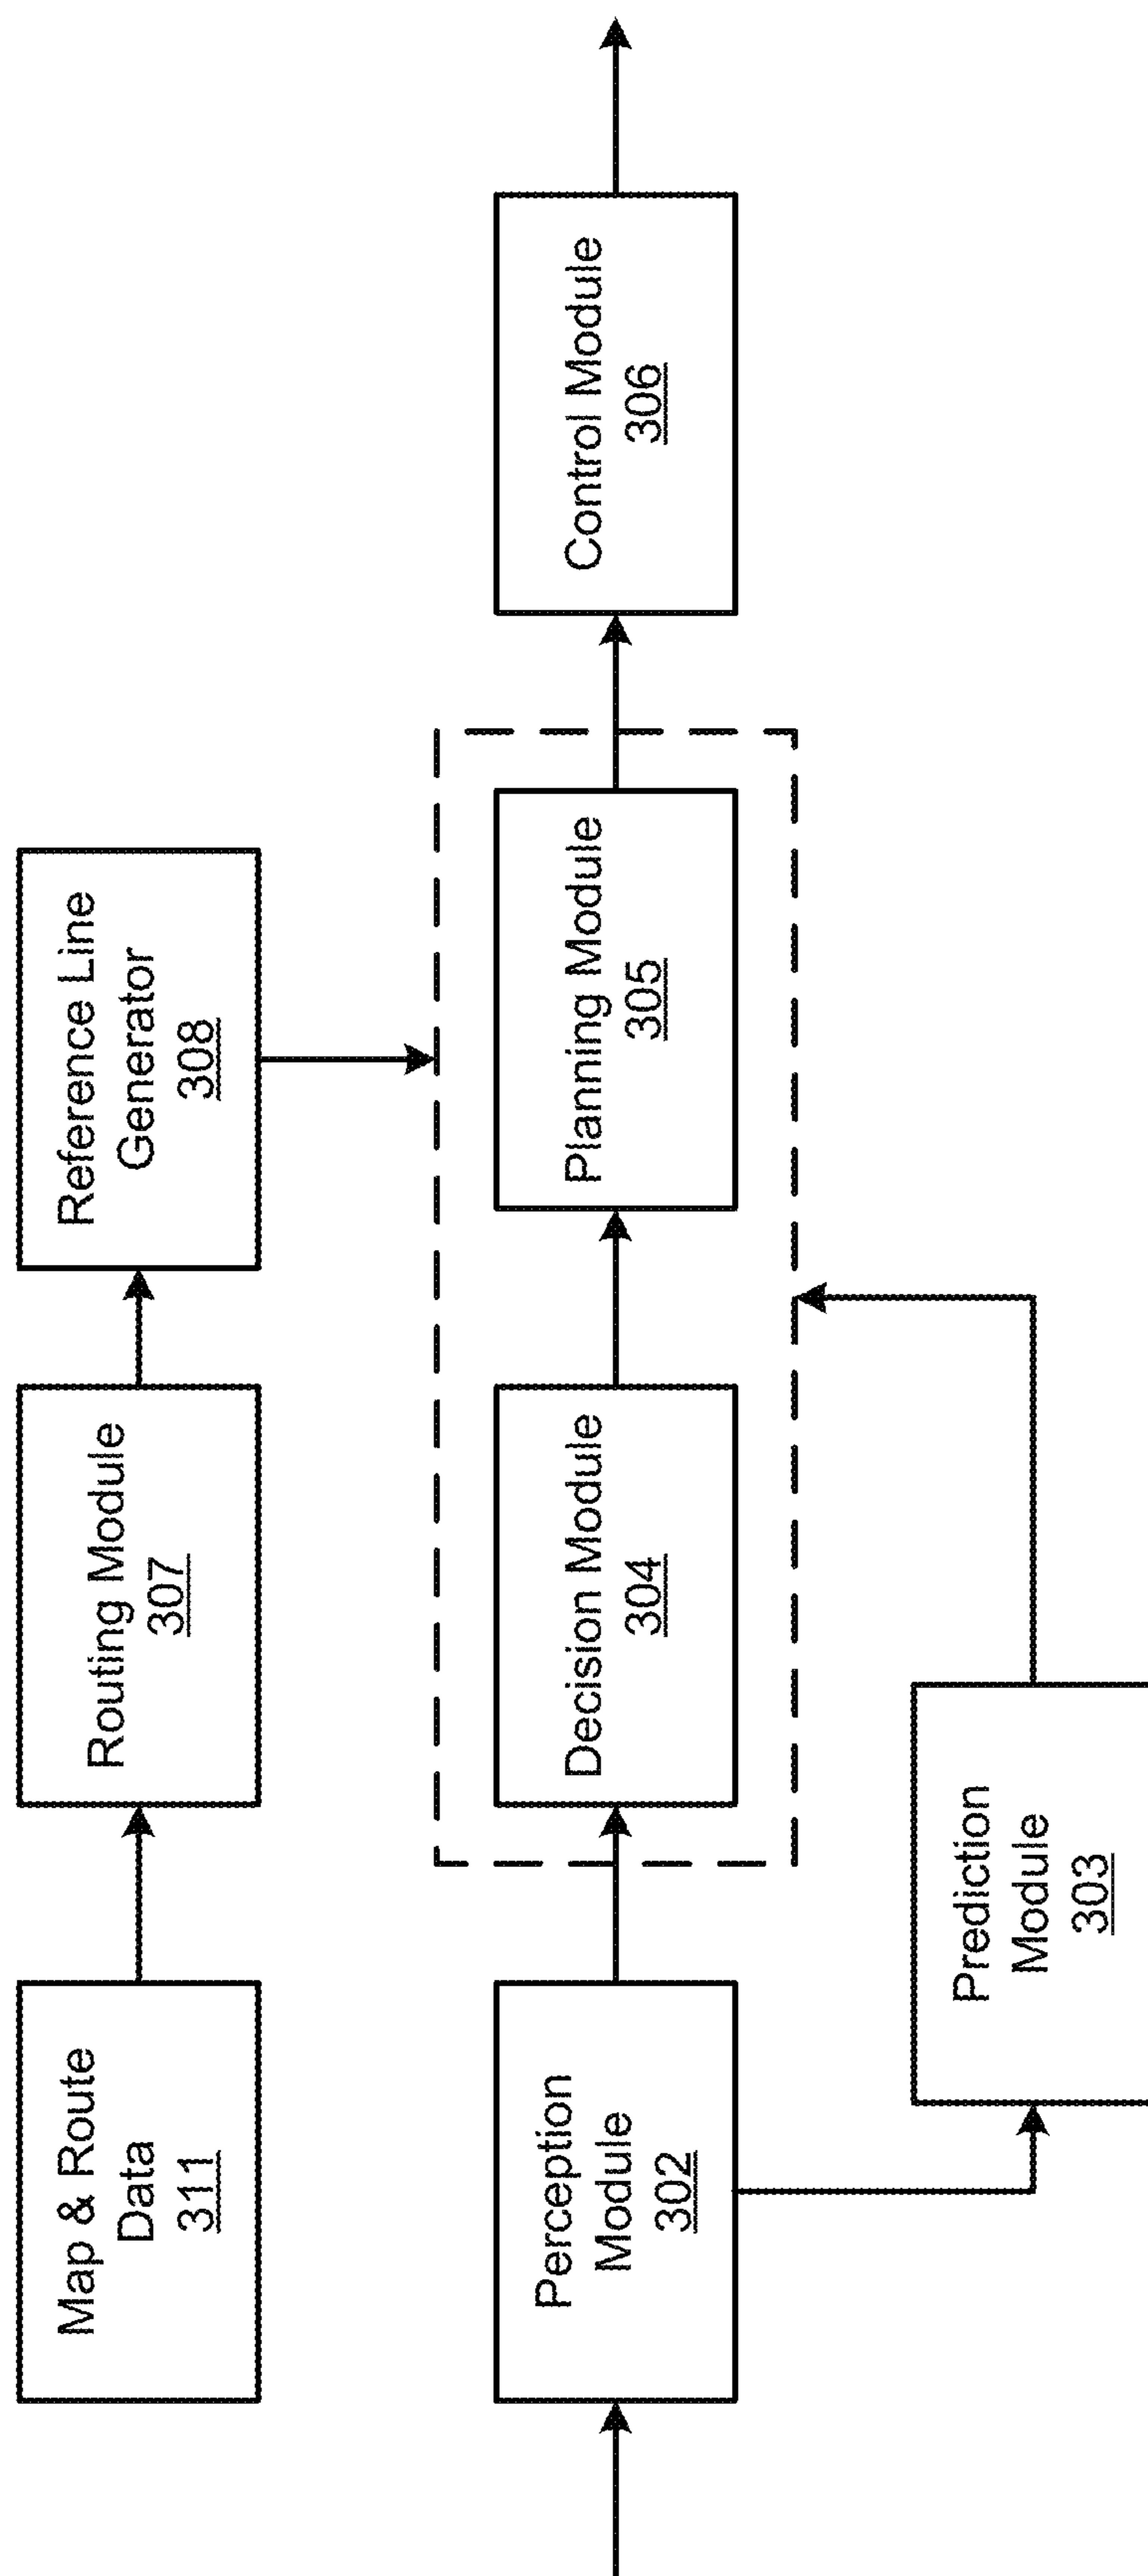 Map & Route
Data
311
Routing Module
307
Reference Line
Generator
308
Perception
Module
302
Decision Module
304
Planning Module
305
Control Module
306
Prediction
Module
303